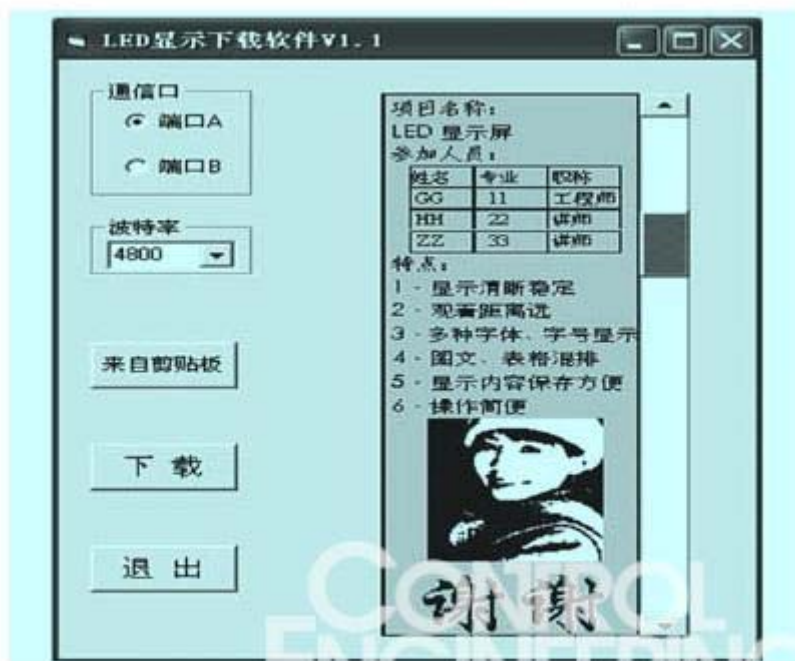 LED显示下载软件V1.1
通信口
端口A
端口B
波特率
4800
来自剪贴板
下 载
退 出
项目名称：
LED 显示屏
参加人员：
姓名 专业 职称
GG 11 工程师
HH 22 讲师
ZZ 33 讲师
特点：
1 - 显示清晰稳定
2 - 观看距离远
3 - 多种字体、字号显示
4 - 图文、表格混排
5 - 显示内容保存方便
6 - 操作简便
谢谢
CONTROL
ENGINEERING